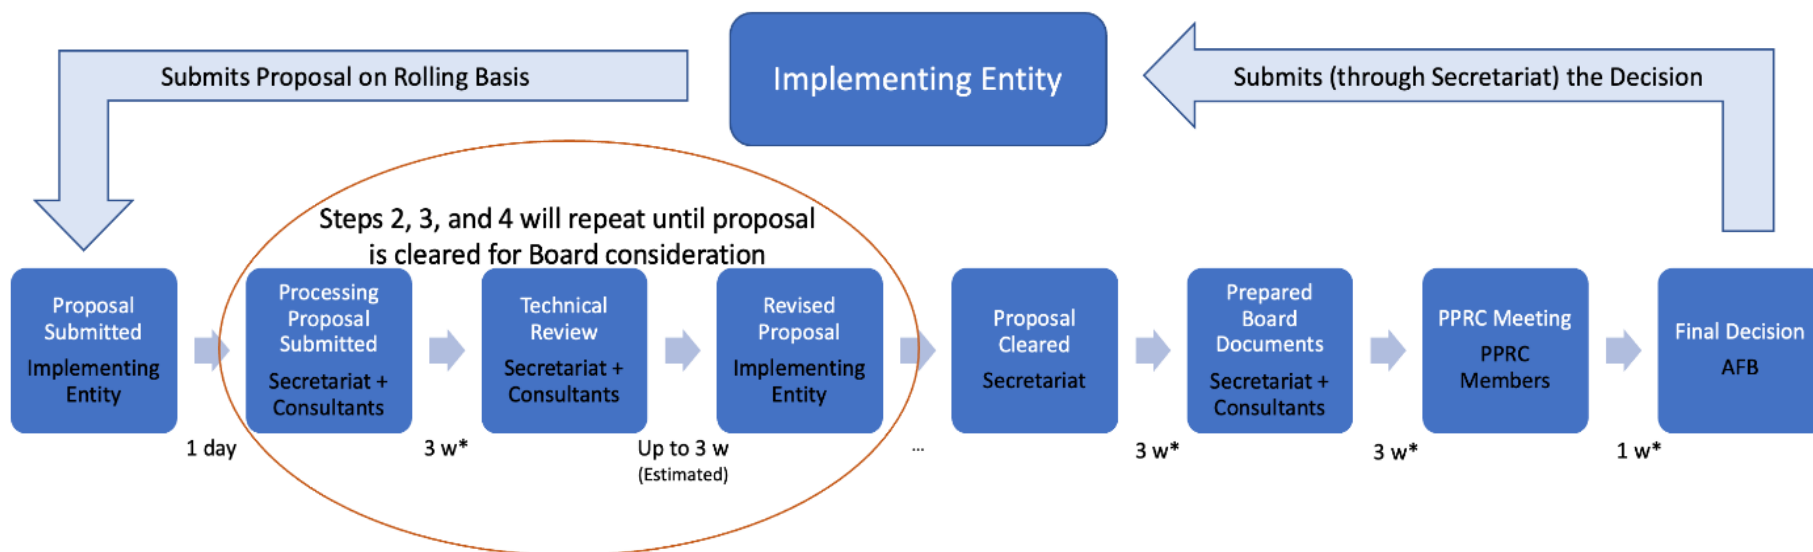 Implementing Entity
Submits Proposal on Rolling Basis
Submits (through Secretariat) the Decision
Steps 2, 3, and 4 will repeat until proposal
is cleared for Board consideration
Proposal
Submitted
Implementing
Entity
Processing
Proposal
Submitted
Secretariat +
Consultants
Technical
Review
Secretariat +
Consultants
Revised
Proposal
Implementing
Entity
Proposal
Cleared
Secretariat
Prepared
Board
Documents
Secretariat +
Consultants
PPRC Meeting
PPRC
Members
Final Decision
AFB
1 day
3 w*
Up to 3 w
(Estimated)
...
3 w*
3 w*
1 w*